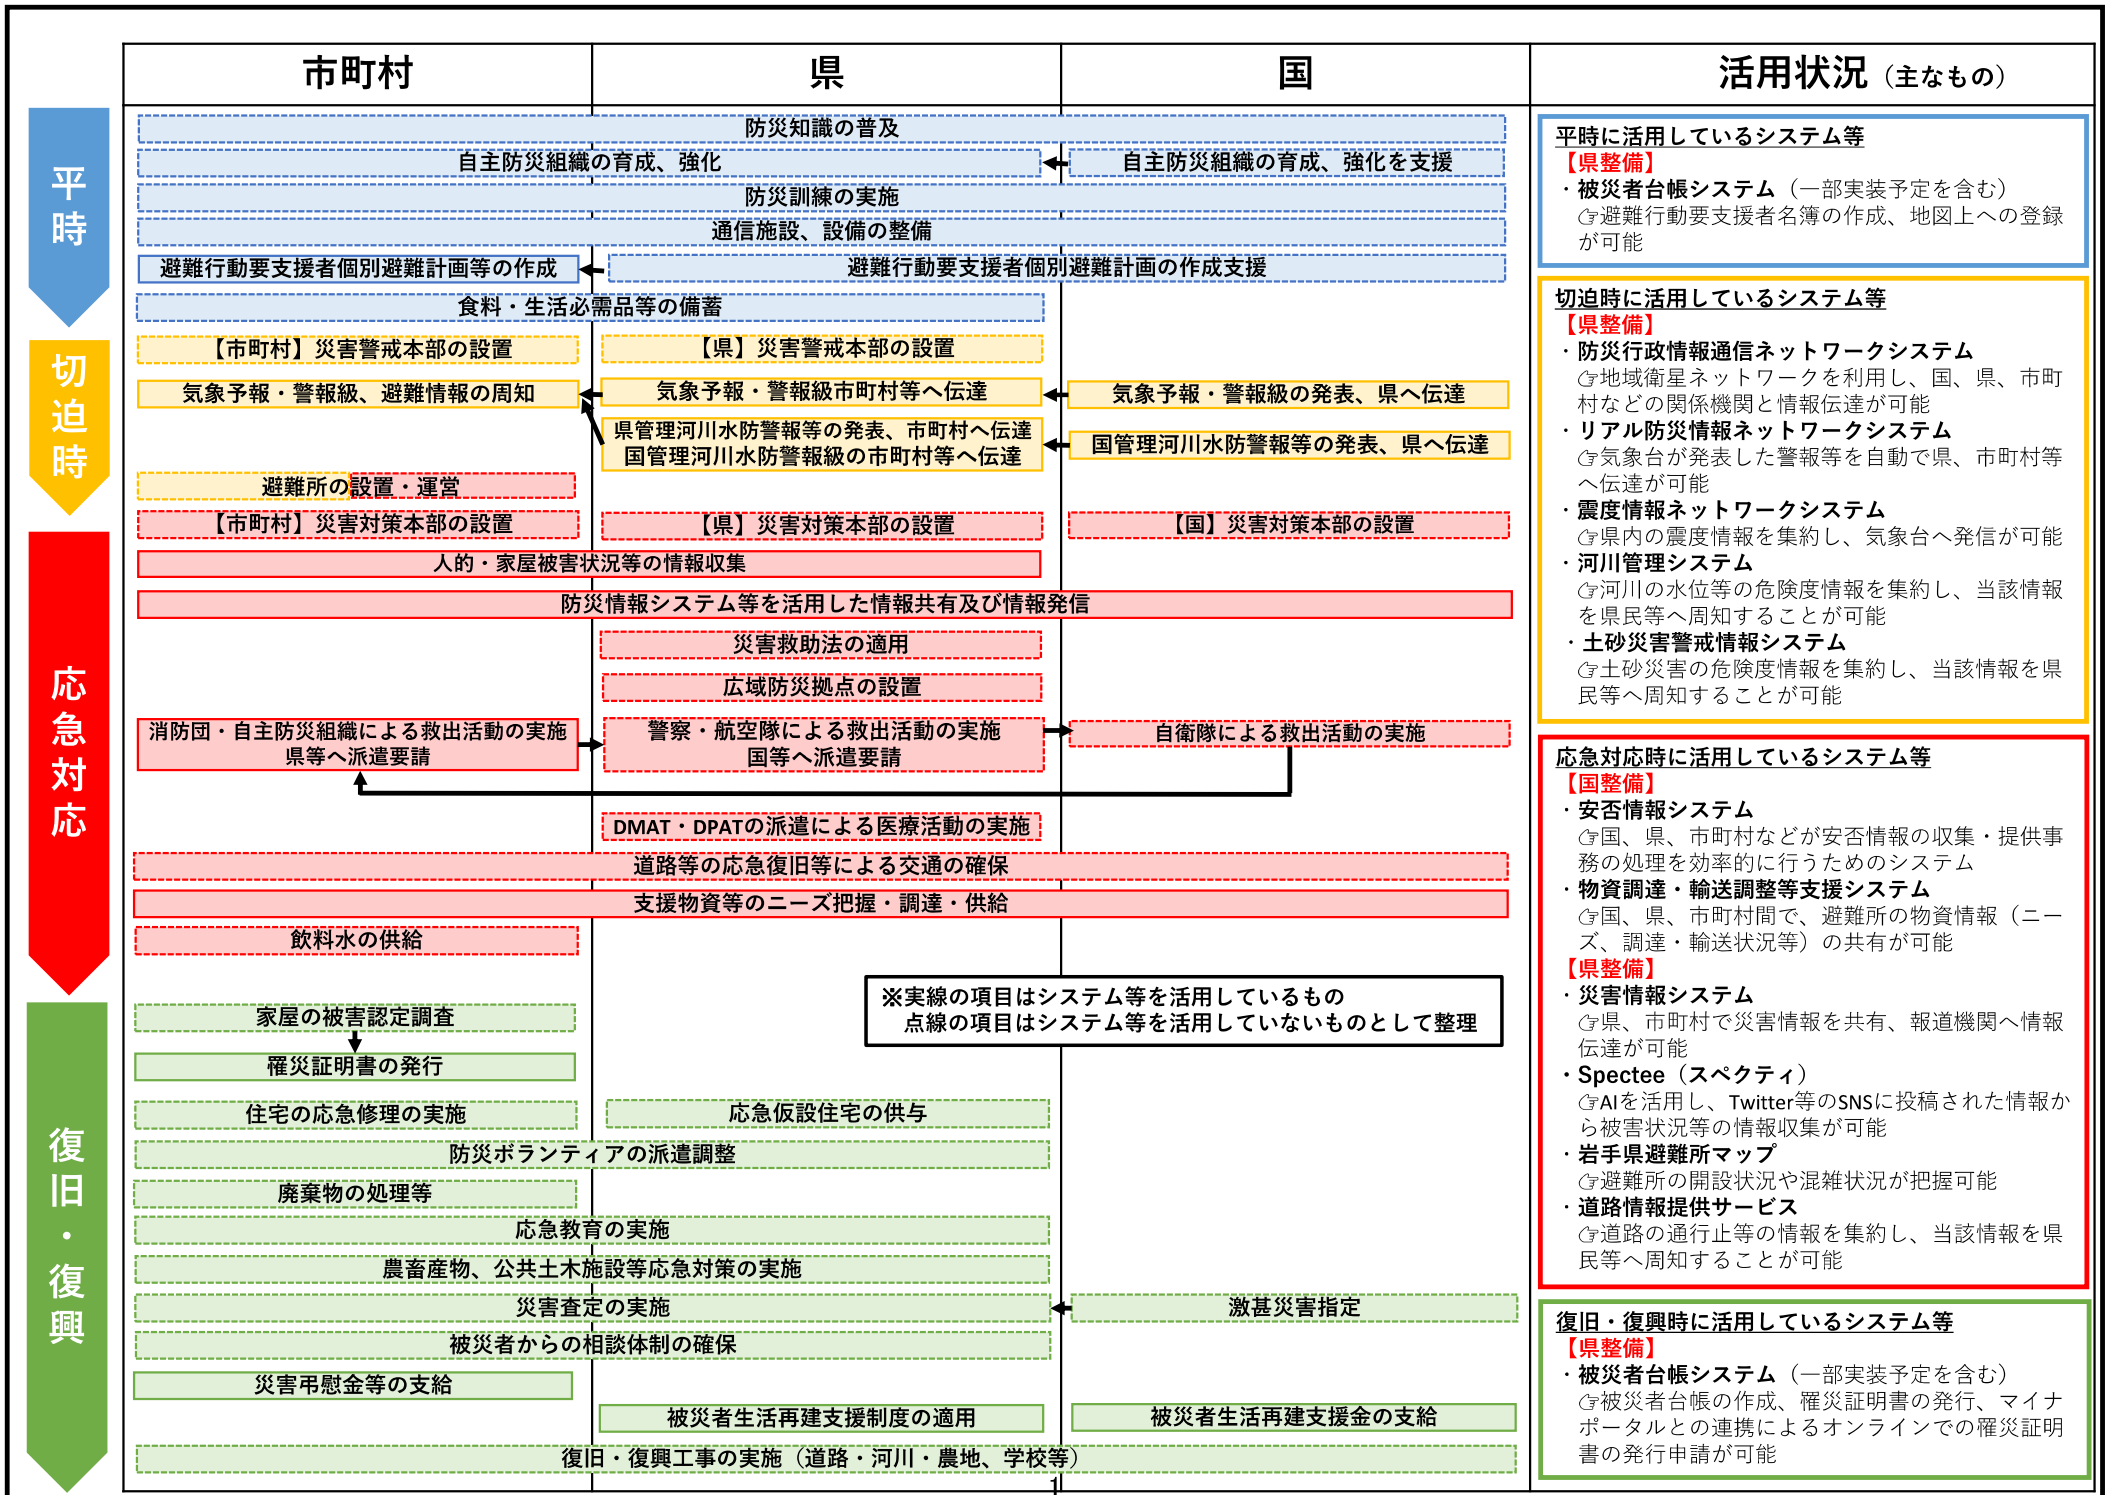 市町村
県
国
活用状況（主なもの）
平時
防災知識の普及
自主防災組織の育成、強化
自主防災組織の育成、強化を支援
防災訓練の実施
通信施設、設備の整備
避難行動要支援者個別避難計画等の作成
避難行動要支援者個別避難計画の作成支援
食料・生活必需品等の備蓄
切迫時
【市町村】災害警戒本部の設置
【県】災害警戒本部の設置
気象予報・警報級、避難情報の周知
気象予報・警報級市町村等へ伝達
気象予報・警報級の発表、県へ伝達
県管理河川水防警報等の発表、市町村へ伝達
国管理河川水防警報級の市町村等へ伝達
国管理河川水防警報等の発表、県へ伝達
避難所の設置・運営
応急対応
【市町村】災害対策本部の設置
【県】災害対策本部の設置
【国】災害対策本部の設置
人的・家屋被害状況等の情報収集
防災情報システム等を活用した情報共有及び情報発信
災害救助法の適用
広域防災拠点の設置
消防団・自主防災組織による救出活動の実施
県等へ派遣要請
警察・航空隊による救出活動の実施
国等へ派遣要請
自衛隊による救出活動の実施
DMAT・DPATの派遣による医療活動の実施
道路等の応急復旧等による交通の確保
支援物資等のニーズ把握・調達・供給
飲料水の供給
※実線の項目はシステム等を活用しているもの
点線の項目はシステム等を活用していないものとして整理
復旧・復興
家屋の被害認定調査
罹災証明書の発行
住宅の応急修理の実施
応急仮設住宅の供与
防災ボランティアの派遣調整
廃棄物の処理等
応急教育の実施
農畜産物、公共土木施設等応急対策の実施
災害査定の実施
激甚災害指定
被災者からの相談体制の確保
災害弔慰金等の支給
被災者生活再建支援制度の適用
被災者生活再建支援金の支給
復旧・復興工事の実施（道路・河川・農地、学校等）
1
平時に活用しているシステム等
【県整備】
・被災者台帳システム（一部実装予定を含む）
☞避難行動要支援者名簿の作成、地図上への登録
が可能
切迫時に活用しているシステム等
【県整備】
・防災行政情報通信ネットワークシステム
☞地域衛星ネットワークを利用し、国、県、市町
村などの関係機関と情報伝達が可能
・リアル防災情報ネットワークシステム
☞気象台が発表した警報等を自動で県、市町村等
へ伝達が可能
・震度情報ネットワークシステム
☞県内の震度情報を集約し、気象台へ発信が可能
・河川管理システム
☞河川の水位等の危険度情報を集約し、当該情報
を県民等へ周知することが可能
・土砂災害警戒情報システム
☞土砂災害の危険度情報を集約し、当該情報を県
民等へ周知することが可能
応急対応時に活用しているシステム等
【国整備】
・安否情報システム
☞国、県、市町村などが安否情報の収集・提供事
務の処理を効率的に行うためのシステム
・物資調達・輸送調整等支援システム
☞国、県、市町村間で、避難所の物資情報（ニー
ズ、調達・輸送状況等）の共有が可能
【県整備】
・災害情報システム
☞県、市町村で災害情報を共有、報道機関へ情報
伝達が可能
・Spectee（スペクティ）
☞AIを活用し、Twitter等のSNSに投稿された情報か
ら被害状況等の情報収集が可能
・岩手県避難所マップ
☞避難所の開設状況や混雑状況が把握可能
・道路情報提供サービス
☞道路の通行止等の情報を集約し、当該情報を県
民等へ周知することが可能
復旧・復興時に活用しているシステム等
【県整備】
・被災者台帳システム（一部実装予定を含む）
☞被災者台帳の作成、罹災証明書の発行、マイナ
ポータルとの連携によるオンラインでの罹災証明
書の発行申請が可能